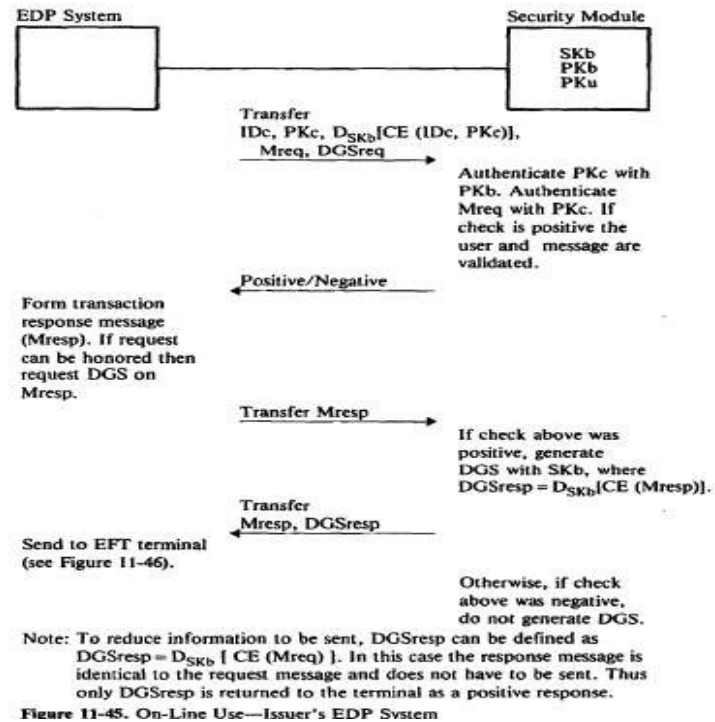 EDP System
Security Module
SKb
PKb
PKu
Transfer
IDc, PKc, D_SKb[CE (IDc, PKc)],
Mreq, DGSreq
Authenticate PKc with
PKb. Authenticate
Mreq with PKc. If
check is positive the
user and message are
validated.
Positive/Negative
Form transaction
response message
(Mresp). If request
can be honored then
request DGS on
Mresp.
Transfer Mresp
If check above was
positive, generate
DGS with SKb, where
DGSresp = D_SKb[CE (Mresp)].
Transfer
Mresp, DGSresp
Send to EFT terminal
(see Figure 11-46).
Otherwise, if check
above was negative,
do not generate DGS.
Note: To reduce information to be sent, DGSresp can be defined as
DGSresp = D_SKb [ CE (Mreq) ]. In this case the response message is
identical to the request message and does not have to be sent. Thus
only DGSresp is returned to the terminal as a positive response.
Figure 11-45. On-Line Use—Issuer's EDP System